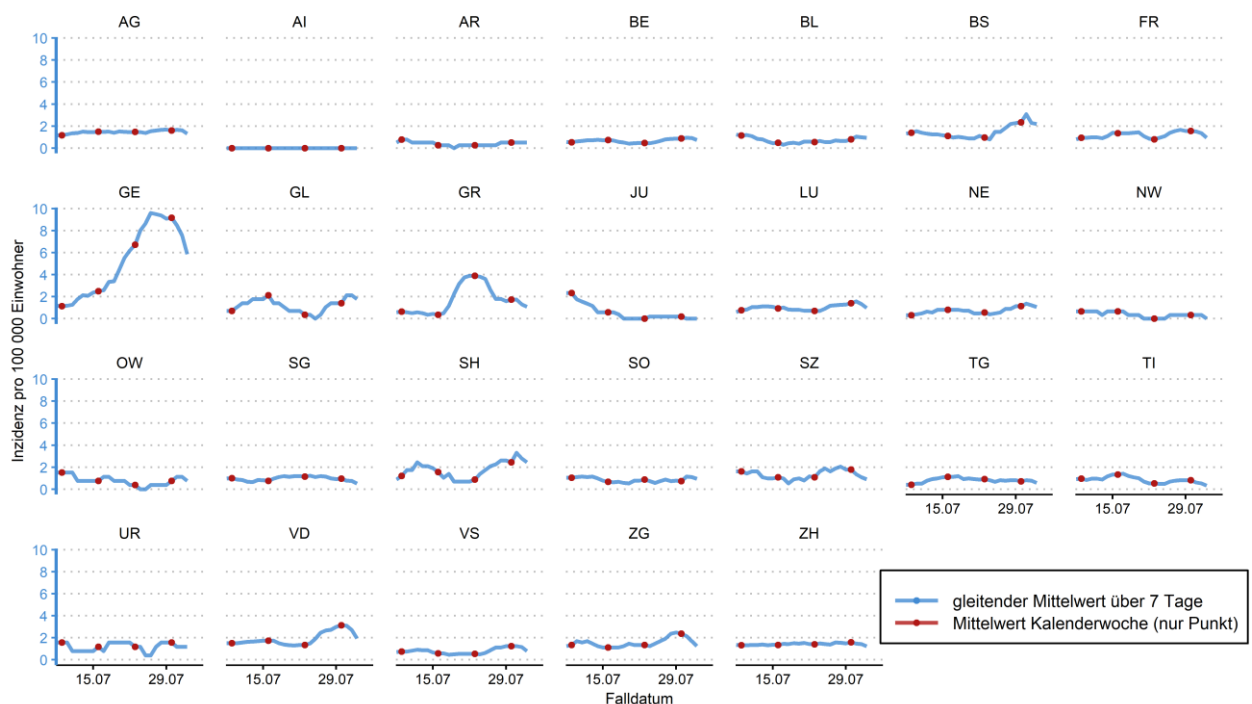 AG AI AR BE BL BS FR
10
8
6
4
2
0
GE GL GR JU LU NE NW
10
8
6
4
2
0
OW SG SH SO SZ TG TI
10
8
6
4
2
0
15.07 29.07 15.07 29.07
UR VD VS ZG ZH
10
8
6
4
2
0
15.07 29.07 15.07 29.07 15.07 29.07 15.07 29.07 15.07 29.07
Inzidenz pro 100 000 Einwohner
Falldatum
gleitender Mittelwert über 7 Tage
Mittelwert Kalenderwoche (nur Punkt)